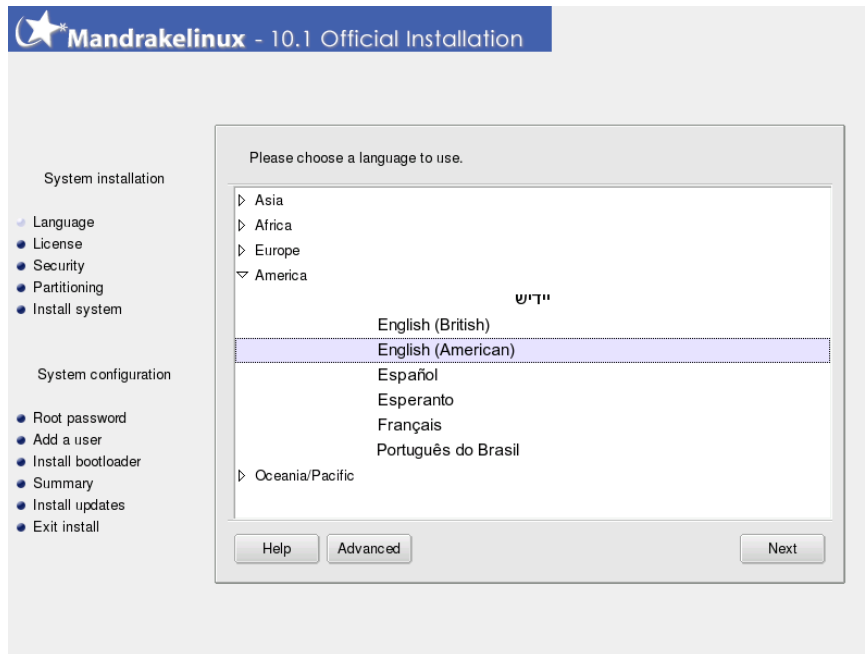 Mandrakelinux - 10.1 Official Installation
System installation
Language
License
Security
Partitioning
Install system
System configuration
Root password
Add a user
Install bootloader
Summary
Install updates
Exit install
Please choose a language to use.
Asia
Africa
Europe
America
ייִדיש
English (British)
English (American)
Español
Esperanto
Français
Português do Brasil
Oceania/Pacific
Help
Advanced
Next